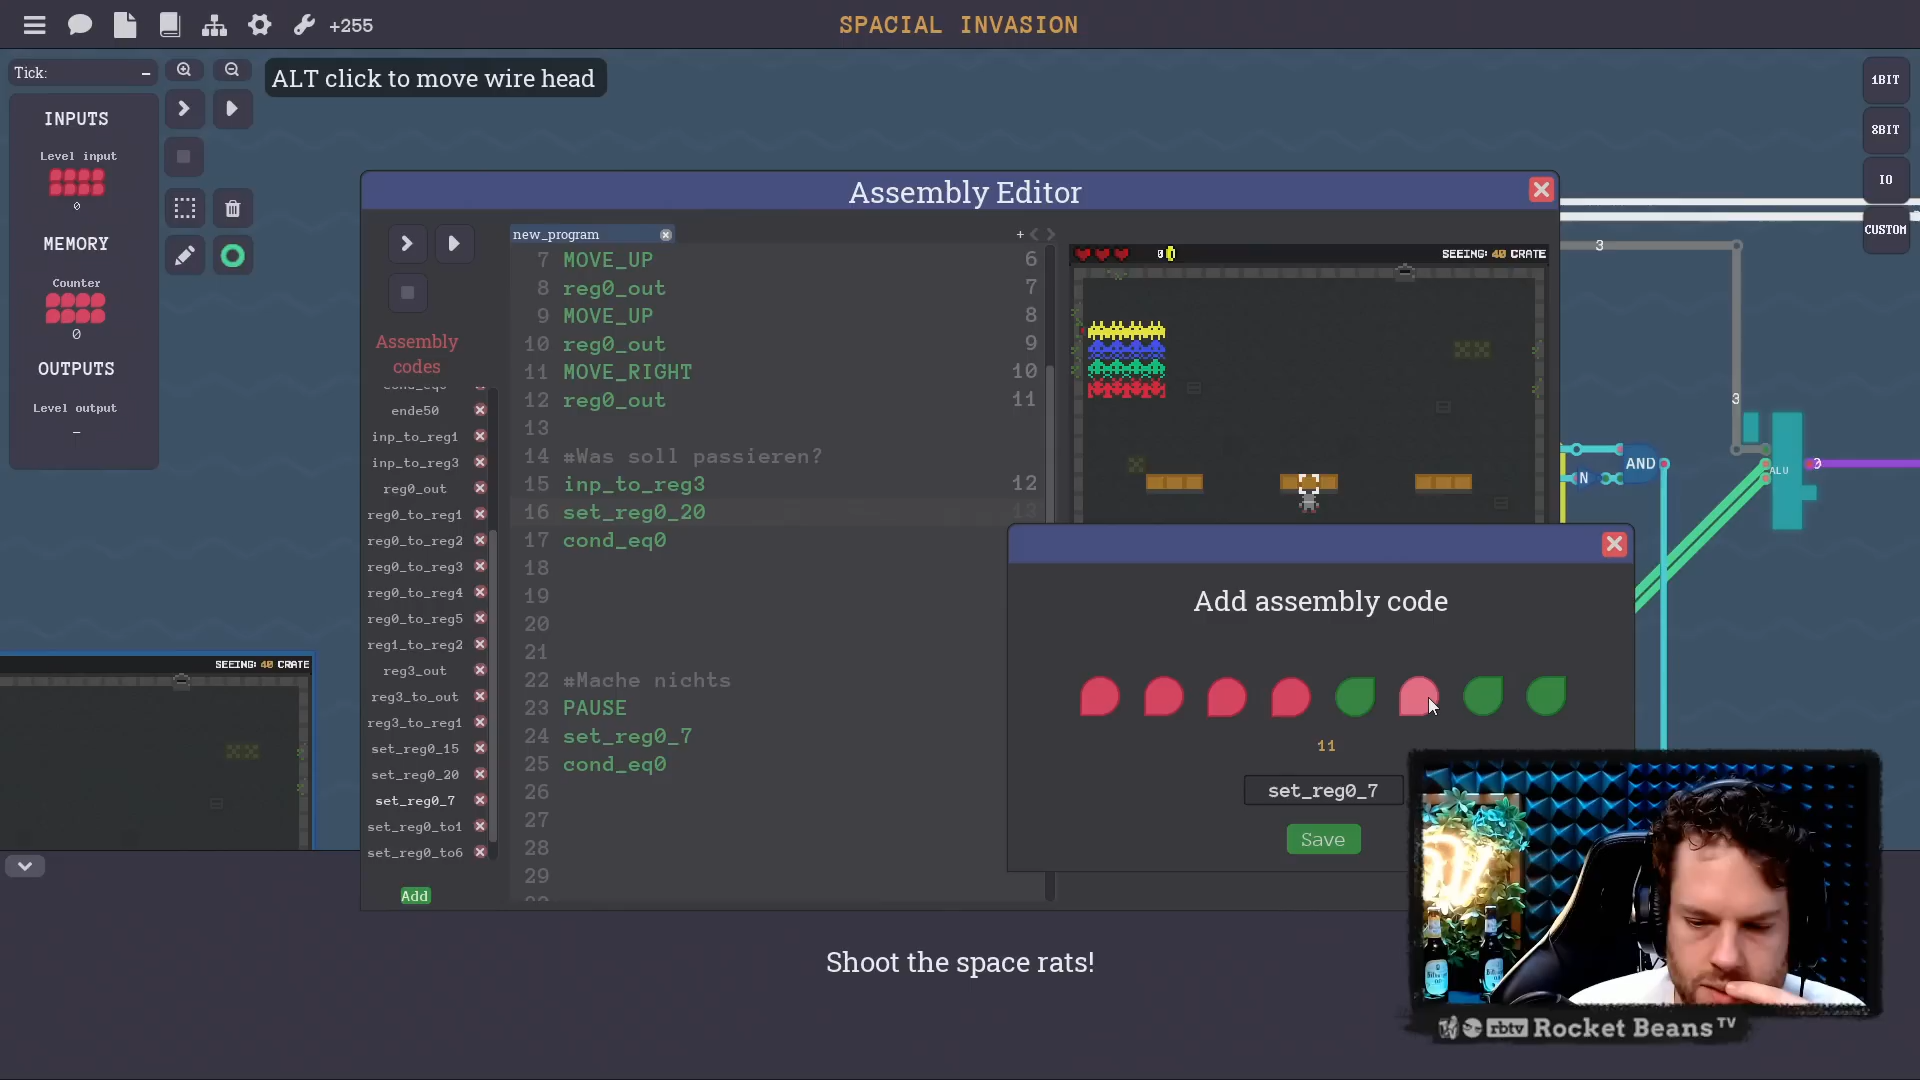 +255
SPACIAL INVASION
Tick: –
ALT click to move wire head
INPUTS
Level input
0
MEMORY
Counter
0
OUTPUTS
Level output
–
1BIT
8BIT
IO
CUSTOM
Assembly Editor
new_program
+
Assembly
codes
ende50
inp_to_reg1
inp_to_reg3
reg0_out
reg0_to_reg1
reg0_to_reg2
reg0_to_reg3
reg0_to_reg4
reg0_to_reg5
reg1_to_reg2
reg3_out
reg3_to_out
reg3_to_reg1
set_reg0_15
set_reg0_20
set_reg0_7
set_reg0_to1
set_reg0_to6
Add
7 MOVE_UP 6
8 reg0_out 7
9 MOVE_UP 8
10 reg0_out 9
11 MOVE_RIGHT 10
12 reg0_out 11
13
14 #Was soll passieren?
15 inp_to_reg3 12
16 set_reg0_20 13
17 cond_eq0
18
19
20
21
22 #Mache nichts
23 PAUSE
24 set_reg0_7
25 cond_eq0
26
27
28
29
0
SEEING: 40 CRATE
3
3
AND
N
ALU
0
SEEING: 40 CRATE
Add assembly code
11
set_reg0_7
Save
Shoot the space rats!
rbtv Rocket Beans TV